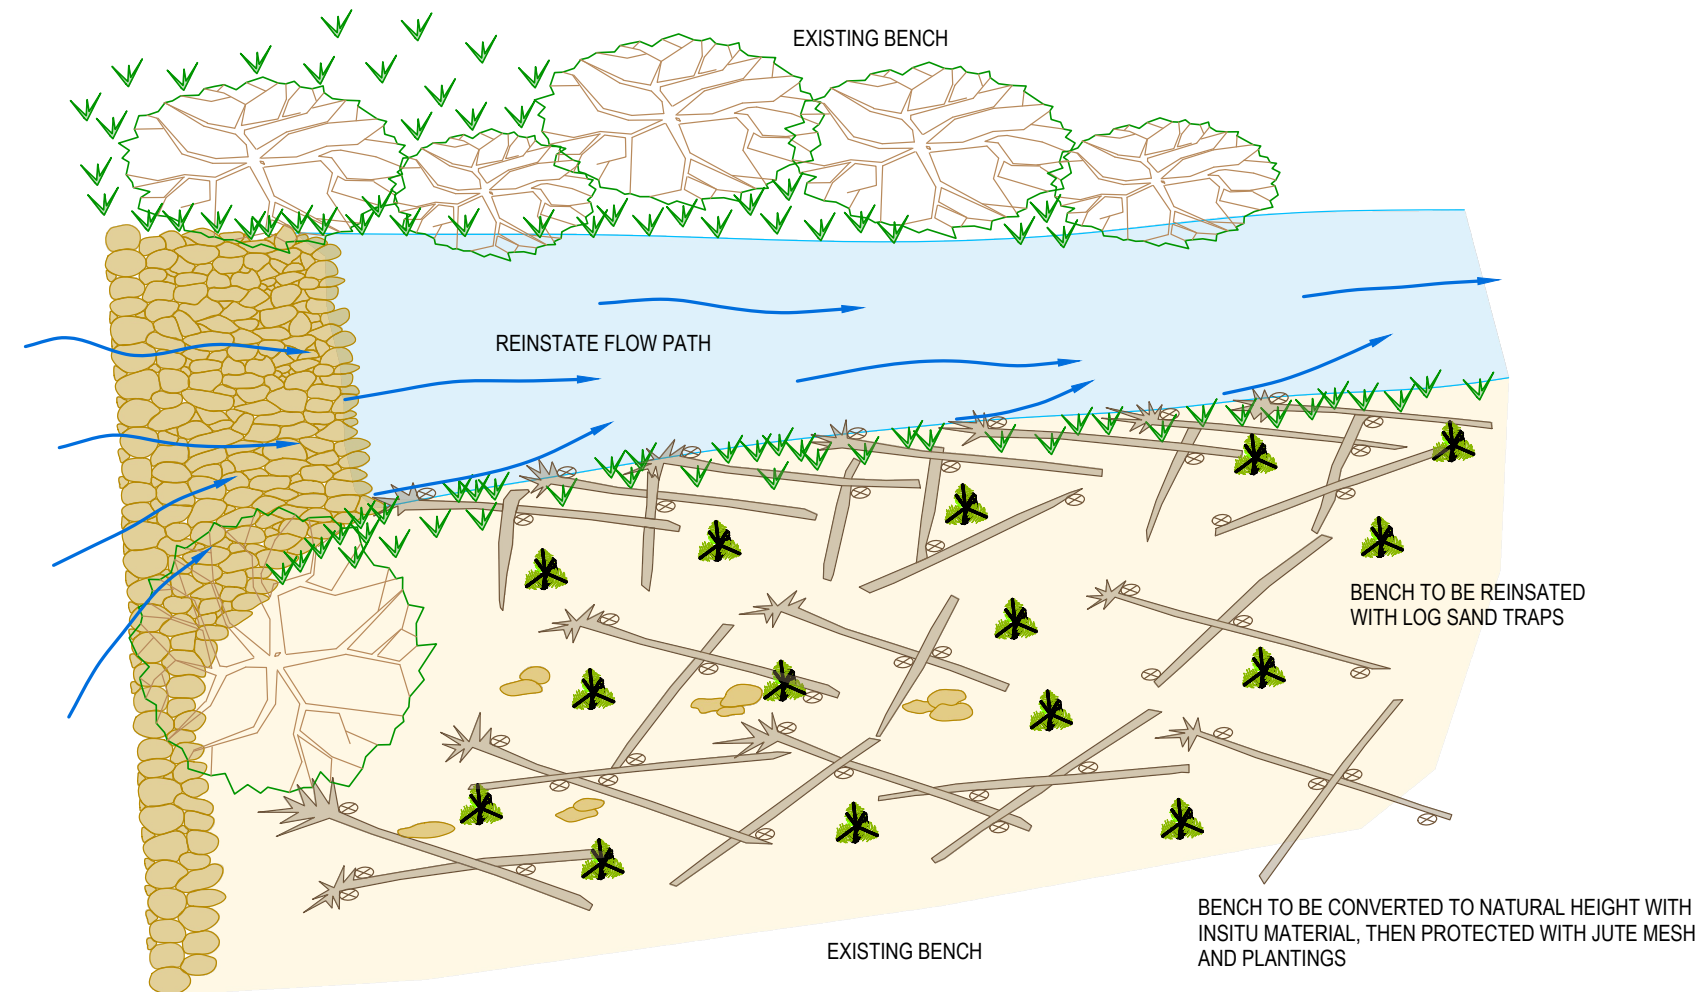 EXISTING BENCH
REINSTATE FLOW PATH
BENCH TO BE REINSATED
WITH LOG SAND TRAPS
BENCH TO BE CONVERTED TO NATURAL HEIGHT WITH
INSITU MATERIAL, THEN PROTECTED WITH JUTE MESH
AND PLANTINGS
EXISTING BENCH